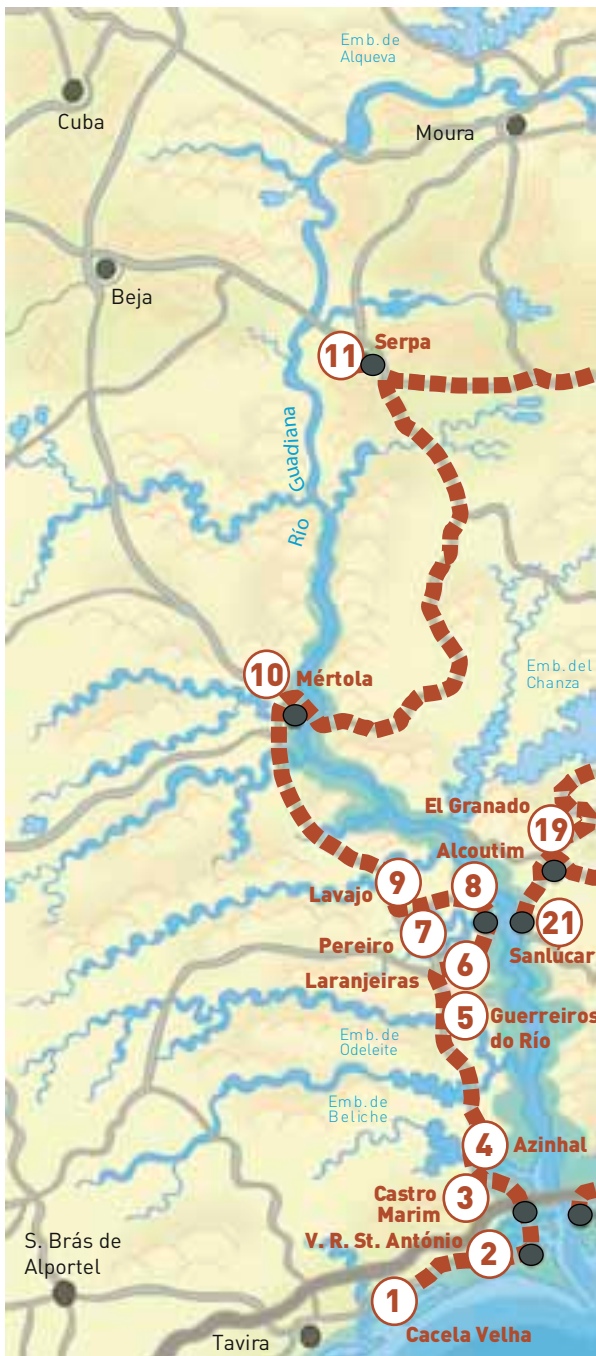 Emb. de
Alqueva
Cuba
Moura
Beja
11
Serpa
Río Guadiana
10
Mértola
Emb. del
Chanza
El Granado
19
Alcoutim
9
8
Lavajo
7
21
Pereiro
Sanlúcar
6
Laranjeiras
5
Guerreiros
do Río
Emb. de
Odeleite
Emb. de
Beliche
4
Azinhal
3
Castro
Marim
V. R. St. António
2
S. Brás de
Alportel
1
Cacela Velha
Tavira